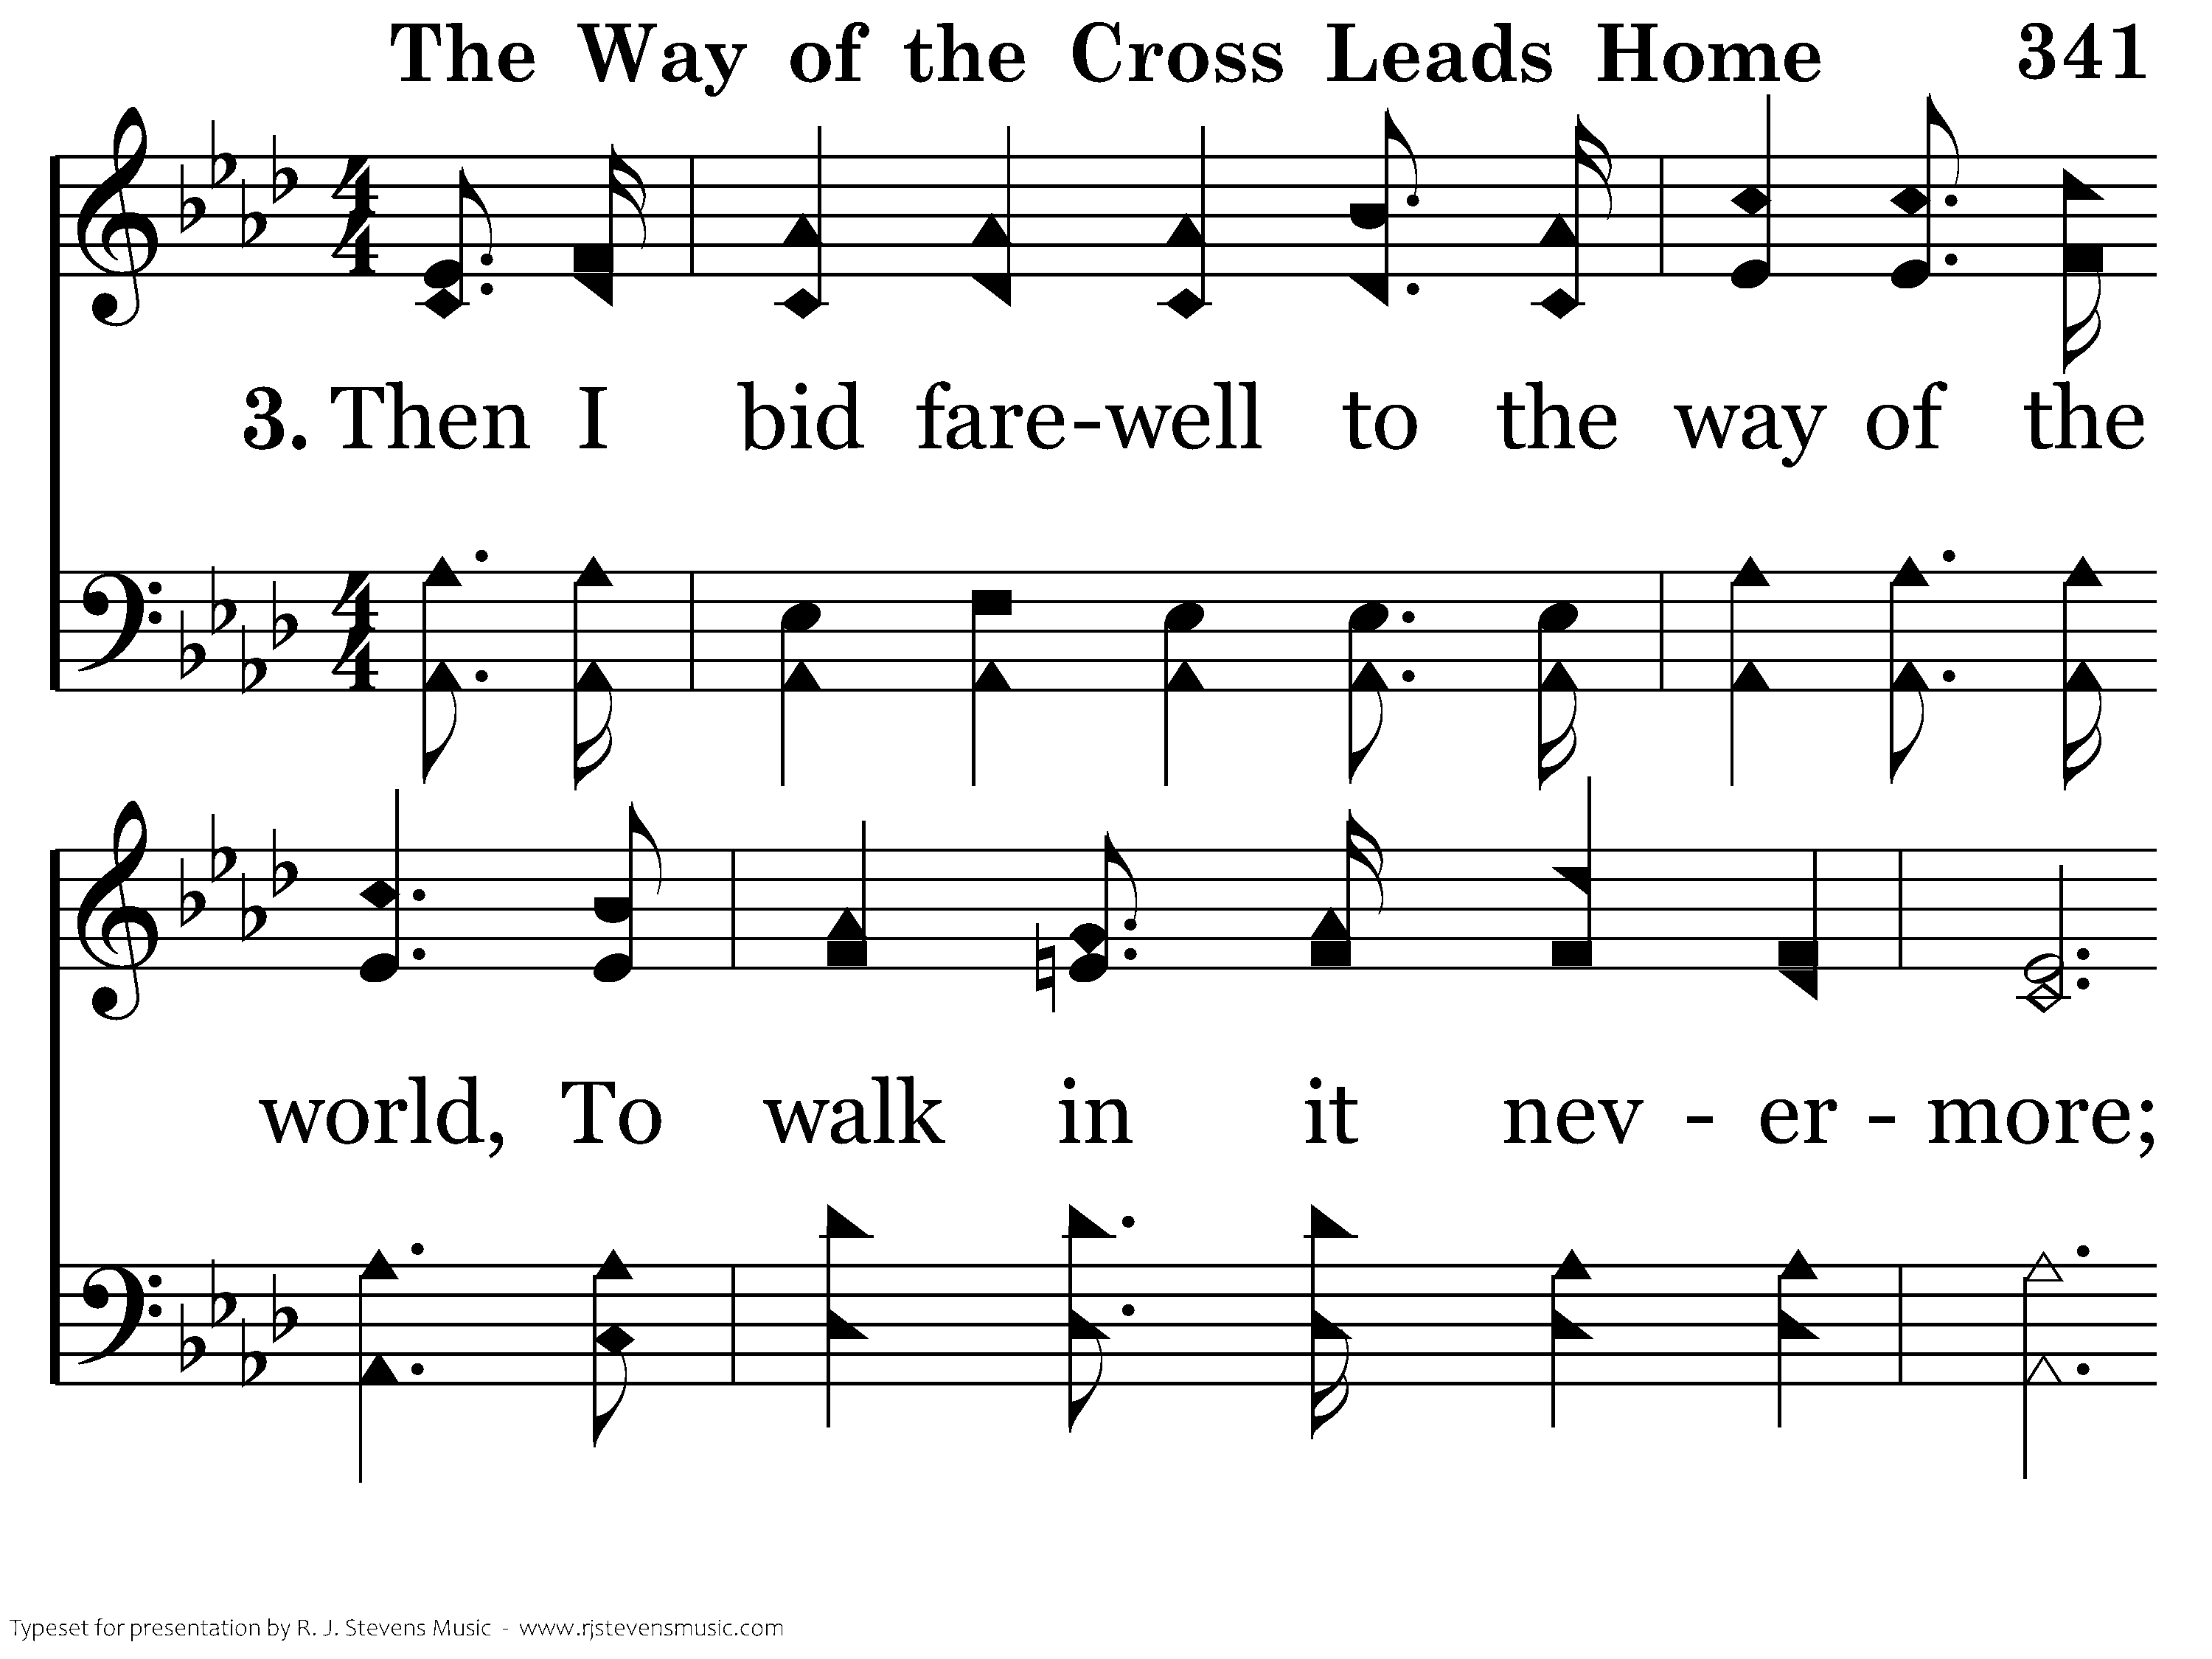 The Way of the Cross Leads Home 341
3. Then I bid fare-well to the way of the
world, To walk in it nev - er - more;
Typeset for presentation by R. J. Stevens Music - www.rjstevensmusic.com